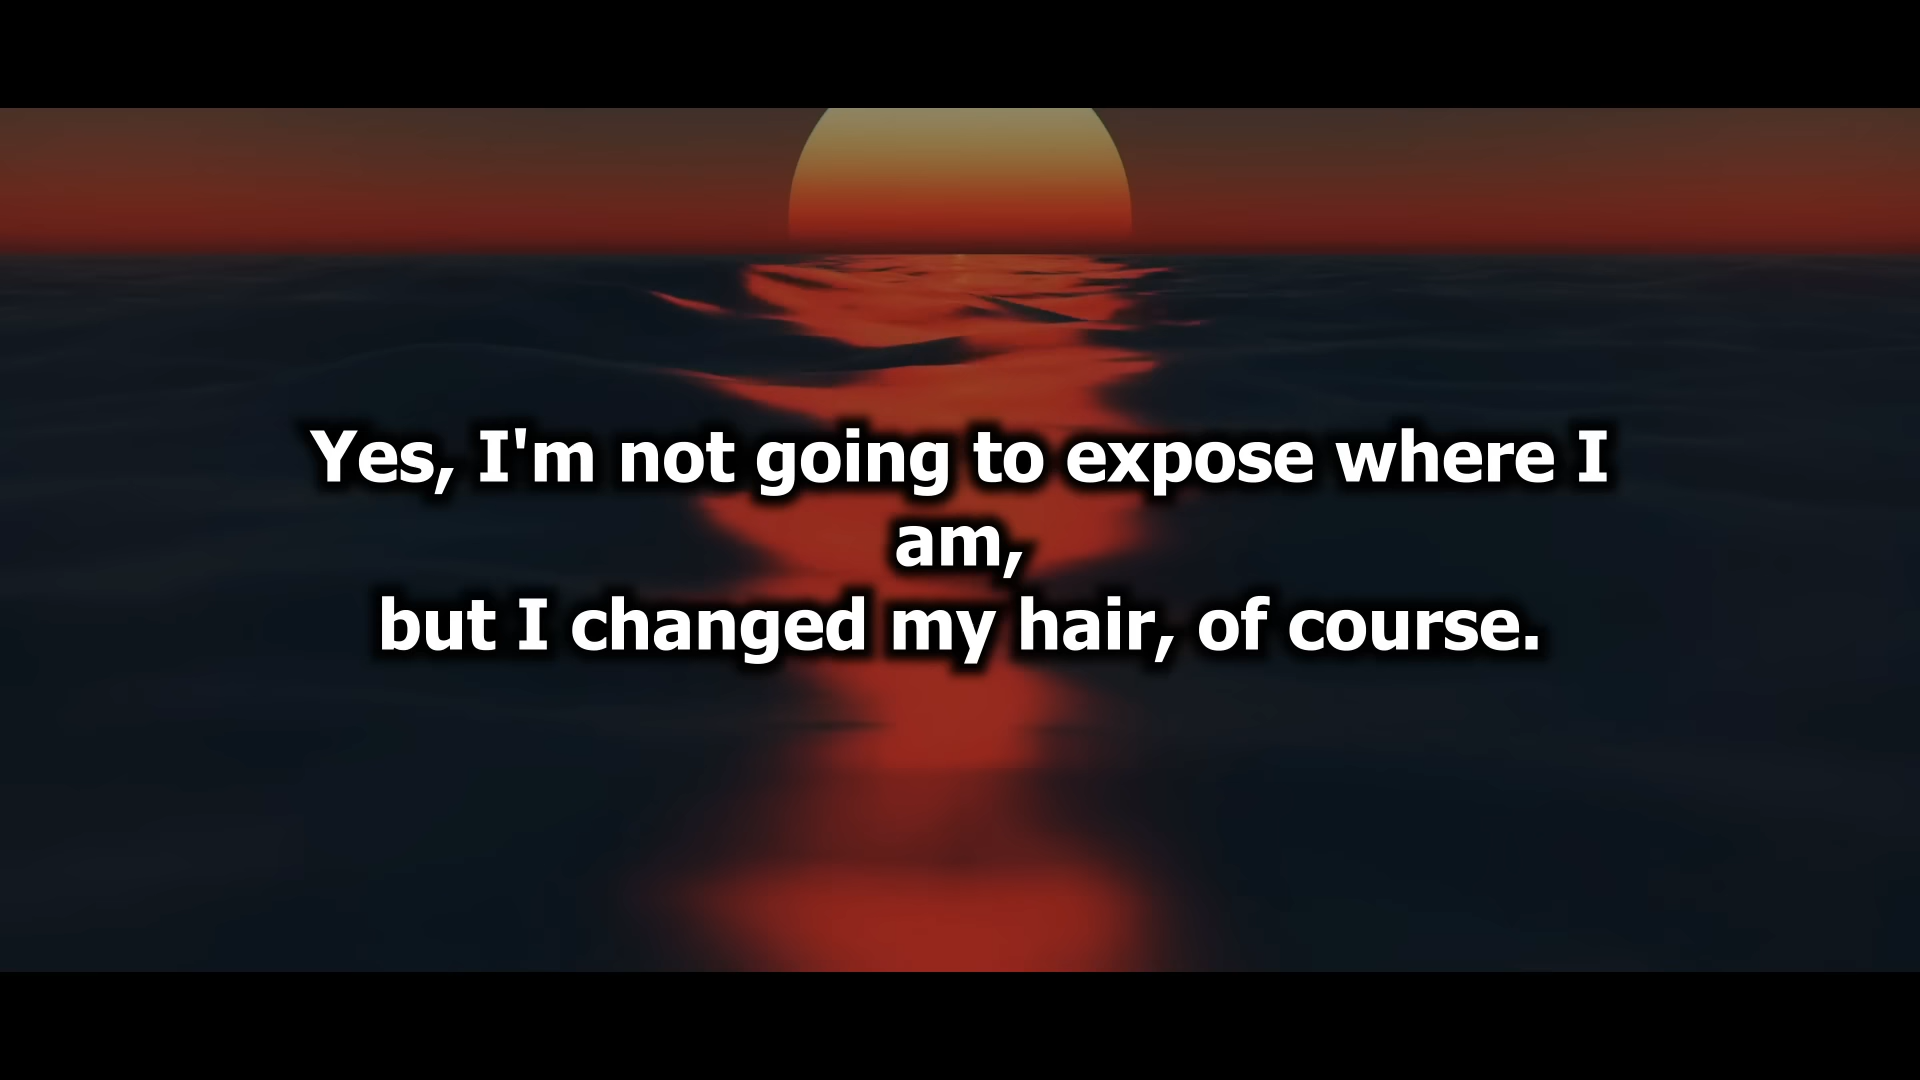 Yes, I'm not going to expose where I
am,
but I changed my hair, of course.